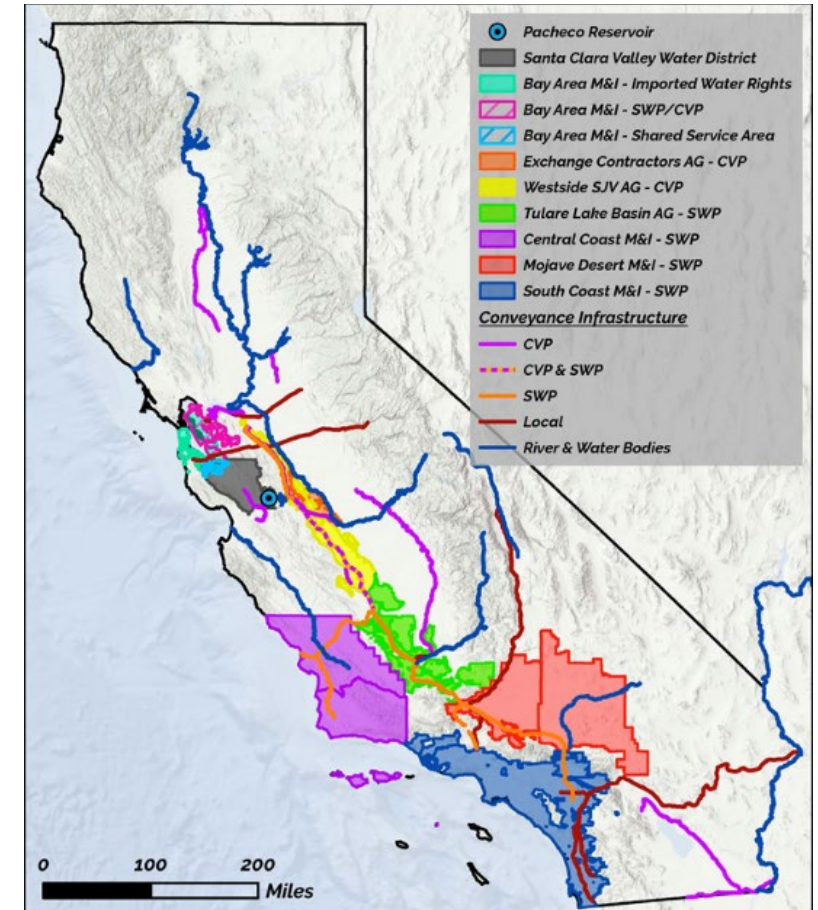 Pacheco Reservoir
Santa Clara Valley Water District
Bay Area M&I - Imported Water Rights
Bay Area M&I - SWP/CVP
Bay Area M&I - Shared Service Area
Exchange Contractors AG - CVP
Westside SJV AG - CVP
Tulare Lake Basin AG - SWP
Central Coast M&I - SWP
Mojave Desert M&I - SWP
South Coast M&I - SWP
Conveyance Infrastructure
CVP
CVP & SWP
SWP
Local
River & Water Bodies
0 100 200
Miles